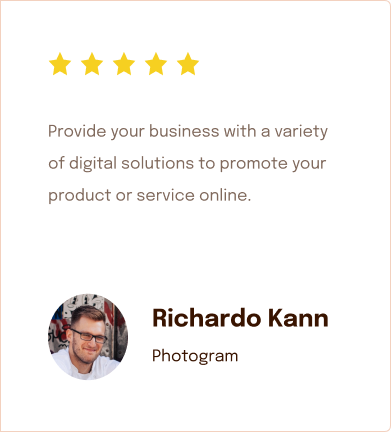 Provide your business with a variety
of digital solutions to promote your
product or service online.
Richardo Kann
Photogram